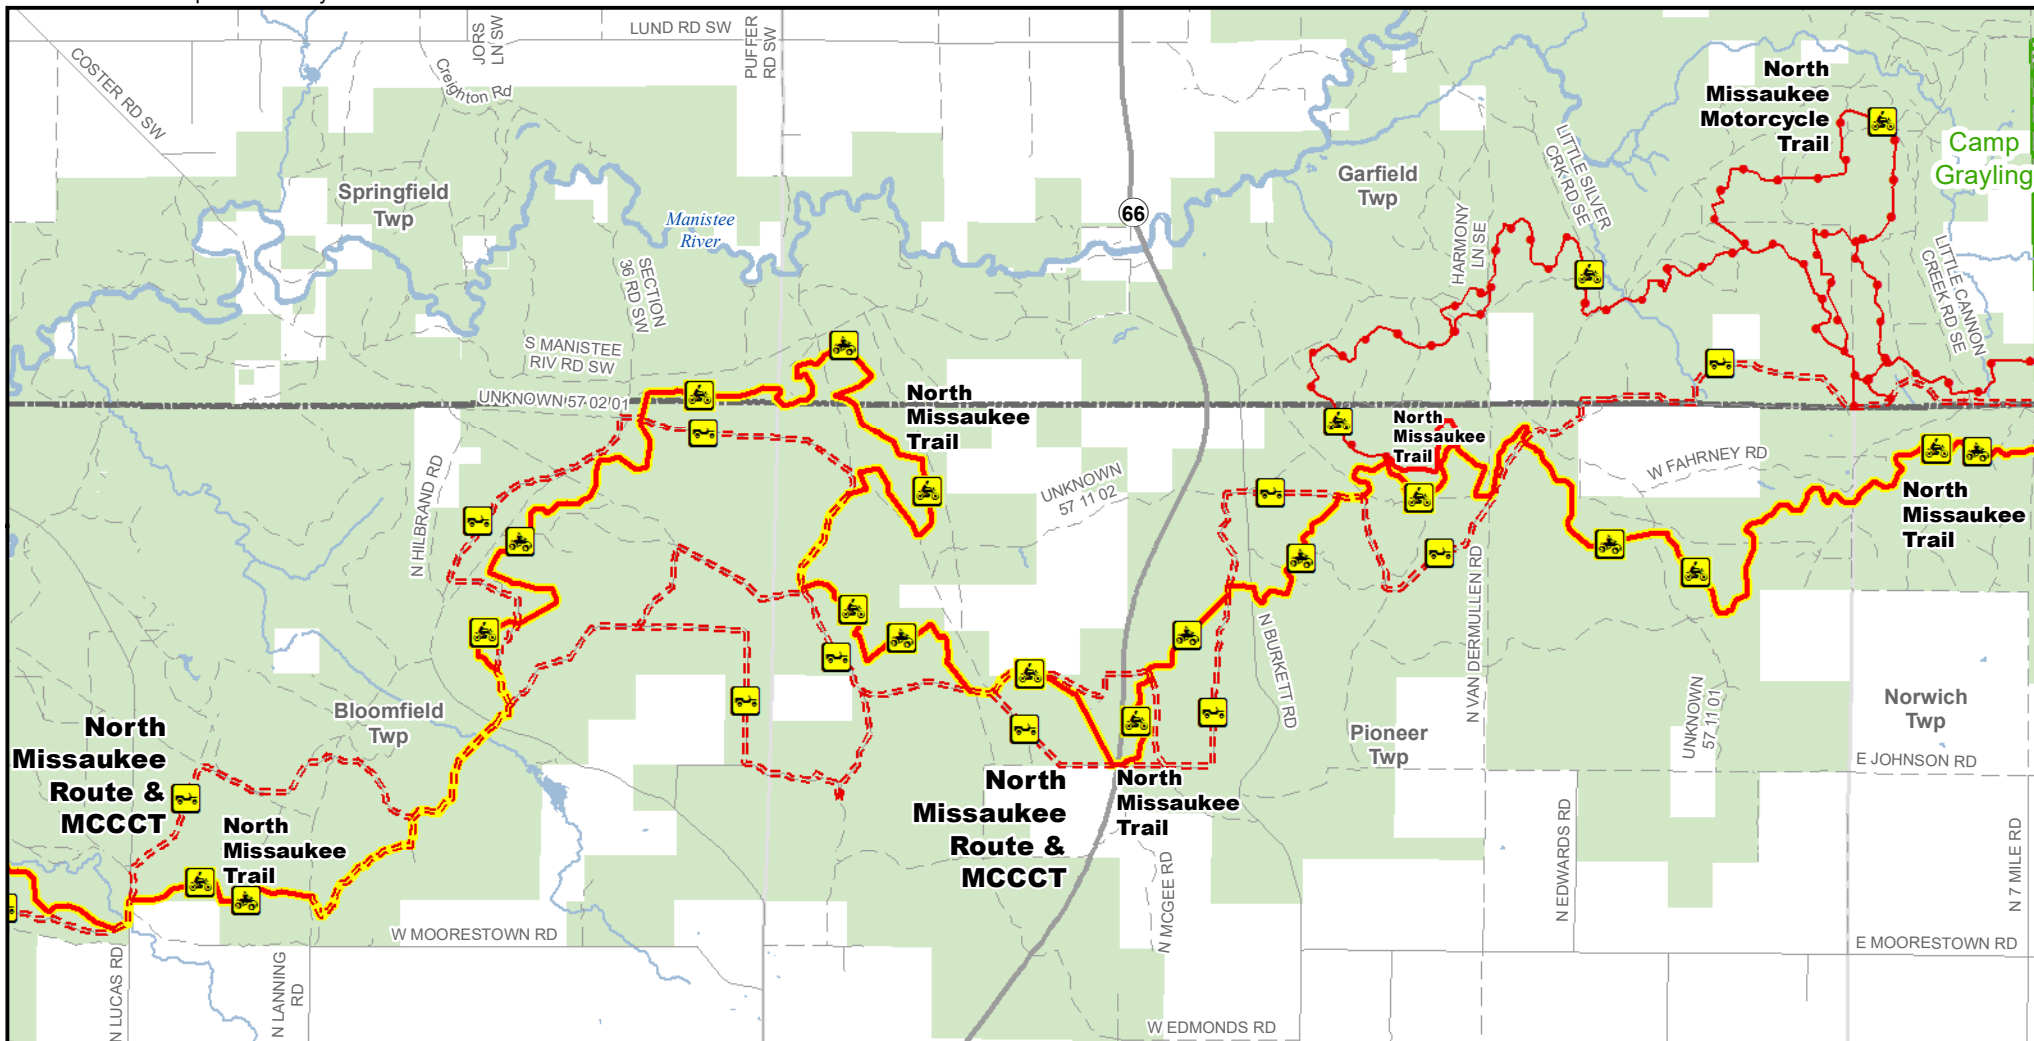 LUND RD SW
JORS
LN SW
PUFFER
RD SW
COSTER RD SW
Creighton Rd
North
Missaukee
Motorcycle
Trail
Camp
Grayling
LITTLE SILVER
CRK RD SE
Garfield
Twp
Springfield
Twp
66
Manistee
River
HARMONY
LN SE
LITTLE CANNON
CREEK RD SE
SECTION
36 RD SW
S MANISTEE
RIV RD SW
UNKNOWN 57 02 01
North
Missaukee
Trail
North
Missaukee
Trail
W FAHRNEY RD
UNKNOWN
57 11 02
N HILBRAND RD
North
Missaukee
Trail
N VAN DERMULLEN RD
N BURKETT RD
UNKNOWN
57 11 01
Norwich
Twp
Bloomfield
Twp
Pioneer
Twp
North
Missaukee
Route &
MCCCT
E JOHNSON RD
North
Missaukee
Route &
MCCCT
North
Missaukee
Trail
North
Missaukee
Trail
N MCGEE RD
N EDWARDS RD
N 7 MILE RD
W MOORESTOWN RD
E MOORESTOWN RD
N LUCAS RD
N LANNING
RD
W EDMONDS RD